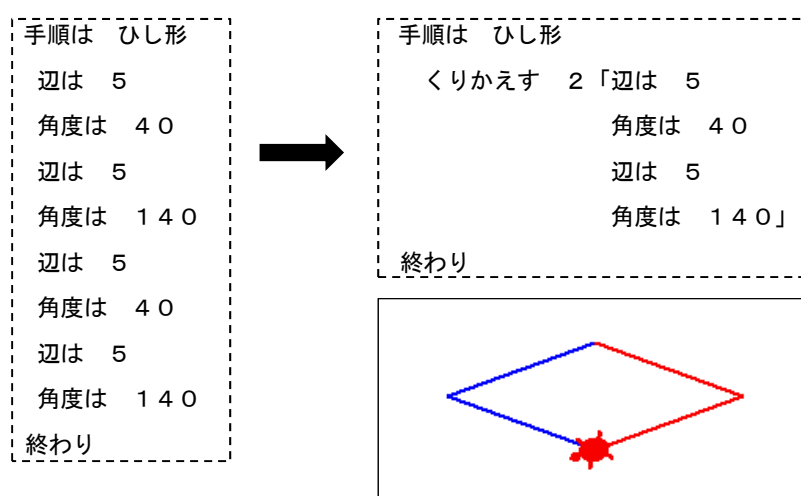 手順は　ひし形
辺は　５
角度は　４０
辺は　５
角度は　１４０
辺は　５
角度は　４０
辺は　５
角度は　１４０
終わり
手順は　ひし形
くりかえす　２「辺は　５
角度は　４０
辺は　５
角度は　１４０」
終わり